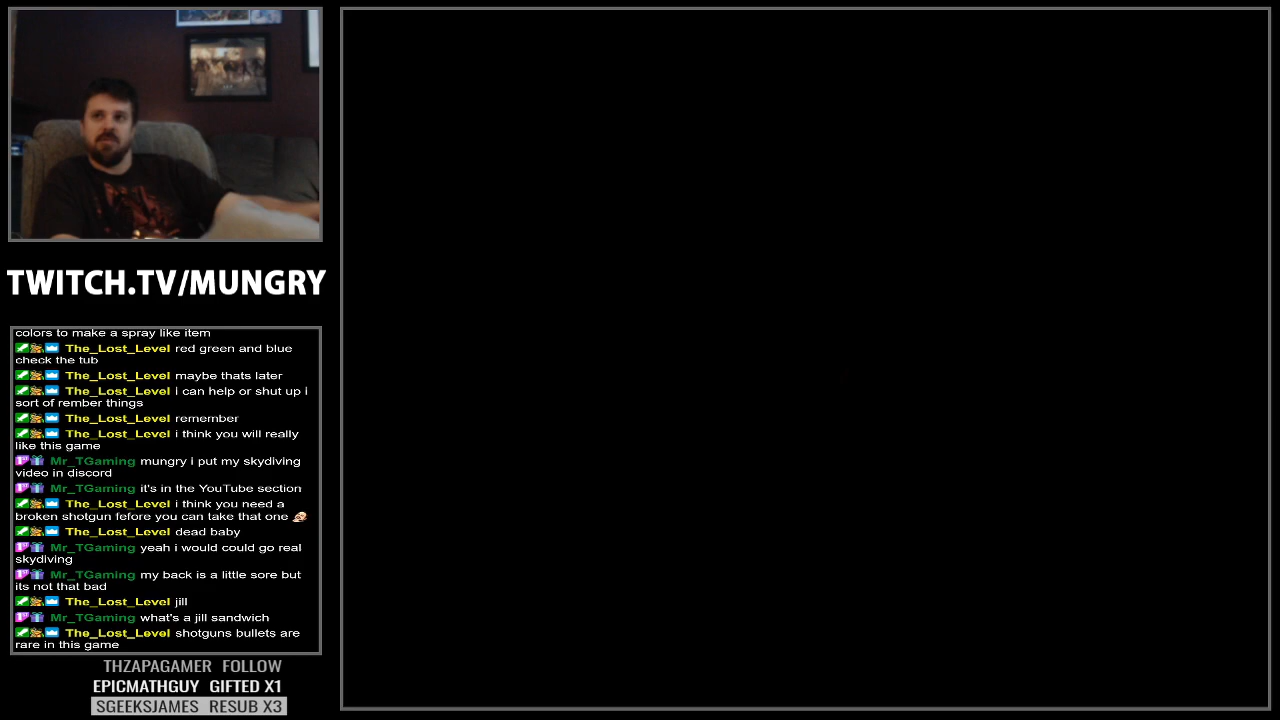 TWITCH.TV/MUNGRY
colors to make a spray like item
The_Lost_Level red green and blue
check the tub
The_Lost_Level maybe thats later
The_Lost_Level i can help or shut up i
sort of rember things
The_Lost_Level remember
The_Lost_Level i think you will really
like this game
Mr_TGaming mungry i put my skydiving
video in discord
Mr_TGaming it's in the YouTube section
The_Lost_Level i think you need a
broken shotgun fefore you can take that one
The_Lost_Level dead baby
Mr_TGaming yeah i would could go real
skydiving
Mr_TGaming my back is a little sore but
its not that bad
The_Lost_Level jill
Mr_TGaming what's a jill sandwich
The_Lost_Level shotguns bullets are
rare in this game
THZAPAGAMER FOLLOW
EPICMATHGUY GIFTED X1
SGEEKSJAMES RESUB X3